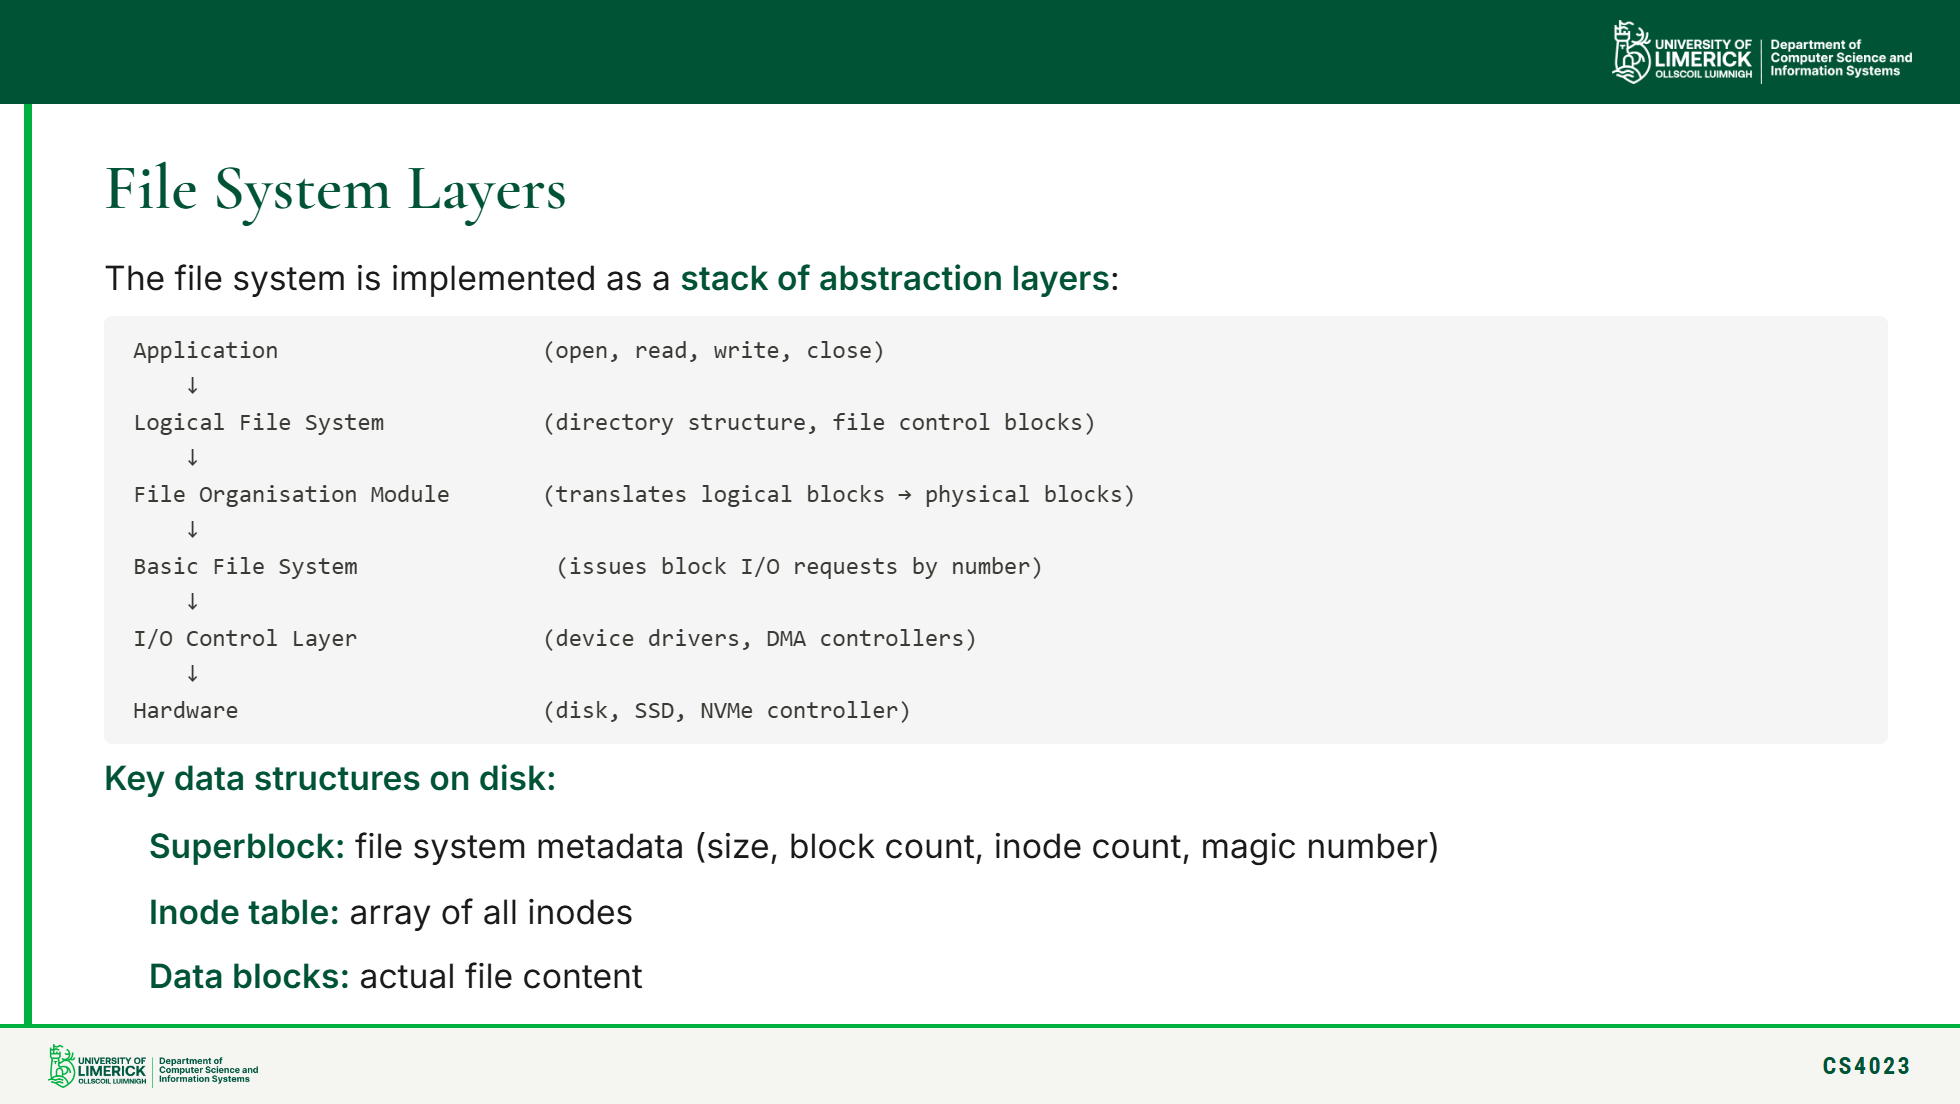 UNIVERSITY OF
LIMERICK
OLLSCOIL LUIMNIGH
Department of
Computer Science and
Information Systems
File System Layers
The file system is implemented as a stack of abstraction layers:
Application (open, read, write, close)
↓
Logical File System (directory structure, file control blocks)
↓
File Organisation Module (translates logical blocks → physical blocks)
↓
Basic File System (issues block I/O requests by number)
↓
I/O Control Layer (device drivers, DMA controllers)
↓
Hardware (disk, SSD, NVMe controller)
Key data structures on disk:
Superblock: file system metadata (size, block count, inode count, magic number)
Inode table: array of all inodes
Data blocks: actual file content
UNIVERSITY OF
LIMERICK
OLLSCOIL LUIMNIGH
Department of
Computer Science and
Information Systems
CS4023